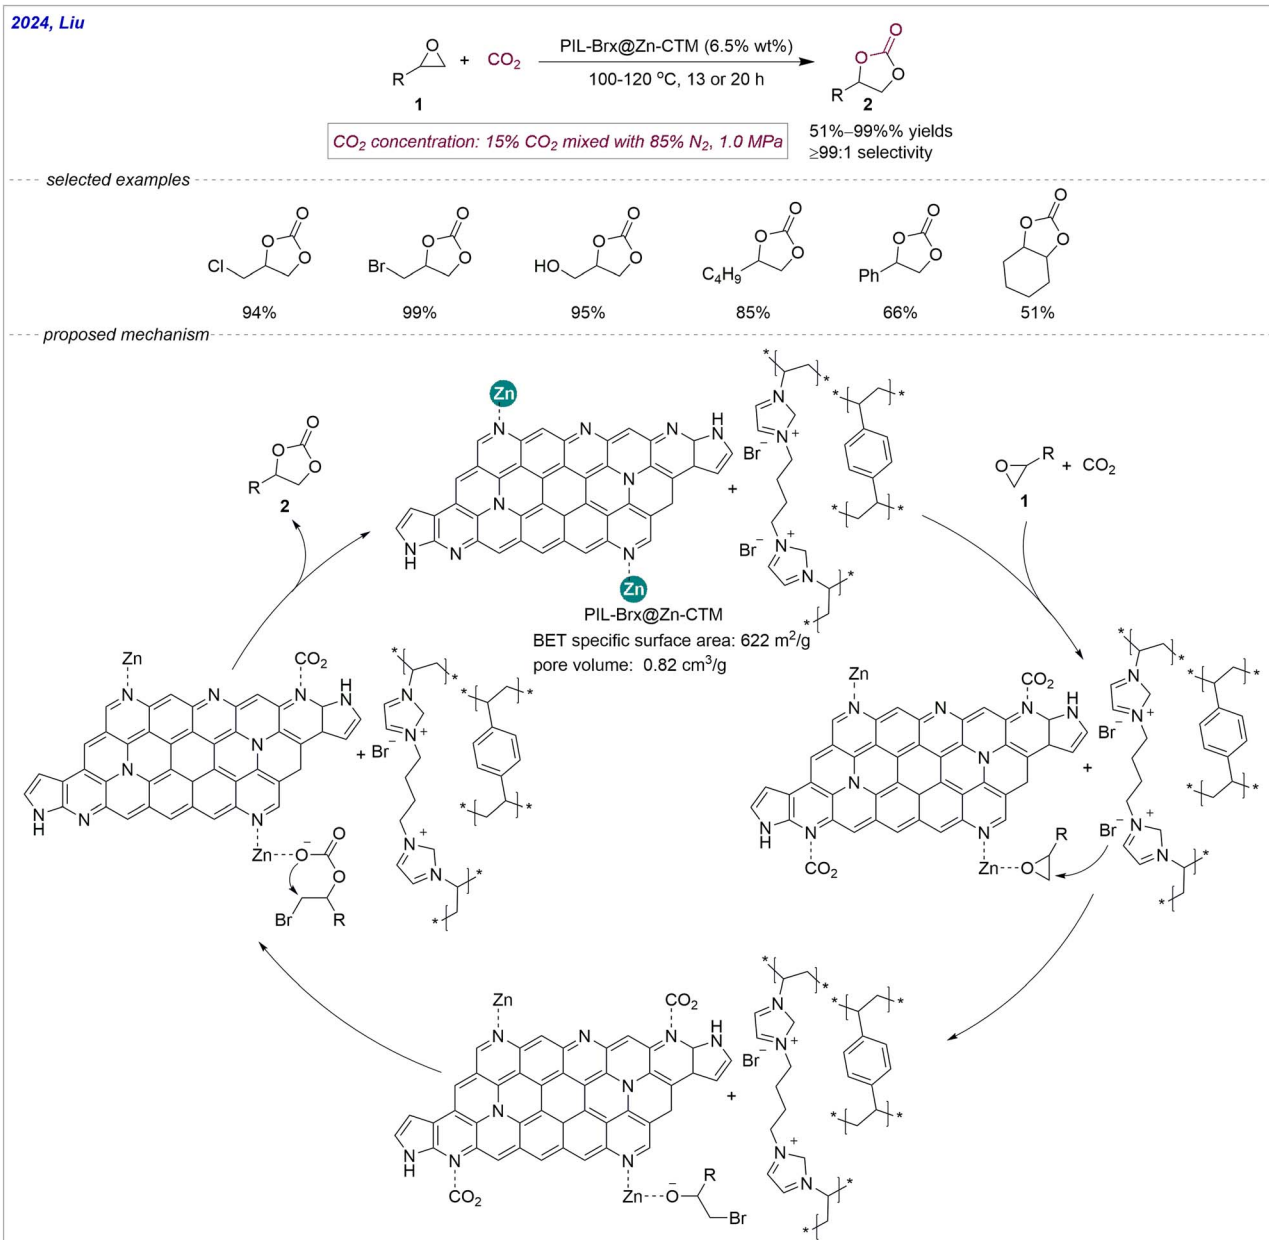 2024, Liu
O
R
1
+
CO2
PIL-Brx@Zn-CTM (6.5% wt%)
100-120 °C, 13 or 20 h
O
O
O
R
2
CO2 concentration: 15% CO2 mixed with 85% N2, 1.0 MPa
51%–99%% yields
≥99:1 selectivity
selected examples
Cl O O O
Br O O O
HO O O O
C4H9 O O O
Ph O O O
O O O
94%
99%
95%
85%
66%
51%
proposed mechanism
Zn
N N N H N
N
N
H N N N
Zn
+
* * * *
N
N +
Br−
Br−
N +
N
* * * *
PIL-Brx@Zn-CTM
BET specific surface area: 622 m2/g
pore volume: 0.82 cm3/g
O
O
O
R
2
O
R + CO2
1
Zn CO2
N N N H N
N
N
N H N N
Zn O−
O
O
Br R
+
* * * *
N
N +
Br−
N +
N
* * * *
Zn CO2
N N N H N
N
N
N H N N
CO2
Zn O
R
+
* * * *
N
N +
Br−
Br−
N +
N
* * * *
Zn CO2
N N N H N
N
N
N H N N
CO2
Zn O−
R
Br
+
* * * *
N
N +
Br−
N +
N
* * * *